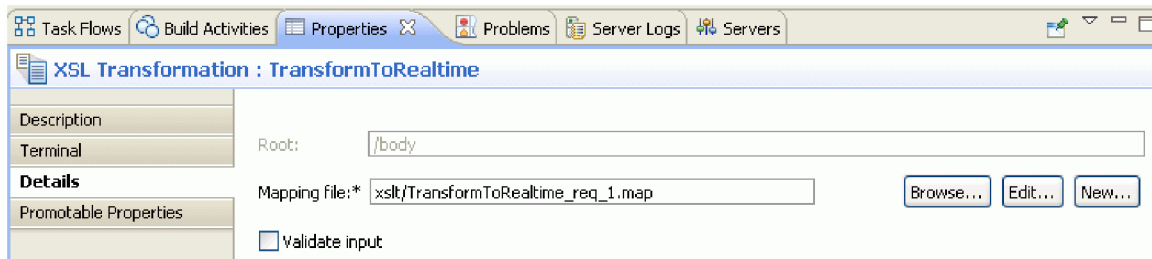 Task Flows Build Activities Properties Problems Server Logs Servers
XSL Transformation : TransformToRealtime
Description
Terminal
Root: /body
Details
Mapping file:* xslt/TransformToRealtime_req_1.map Browse... Edit... New...
Promotable Properties
Validate input